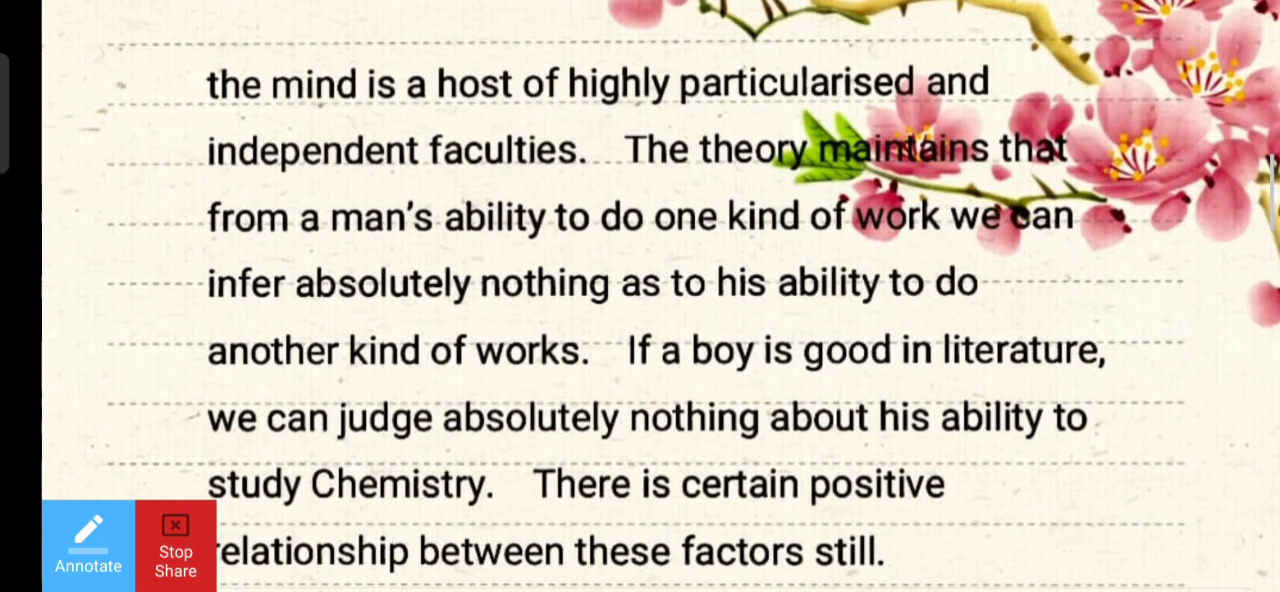 the mind is a host of highly particularised and
independent faculties. The theory maintains that
from a man's ability to do one kind of work we can
infer absolutely nothing as to his ability to do
another kind of works. If a boy is good in literature,
we can judge absolutely nothing about his ability to
study Chemistry. There is certain positive
relationship between these factors still.
Annotate
Stop
Share